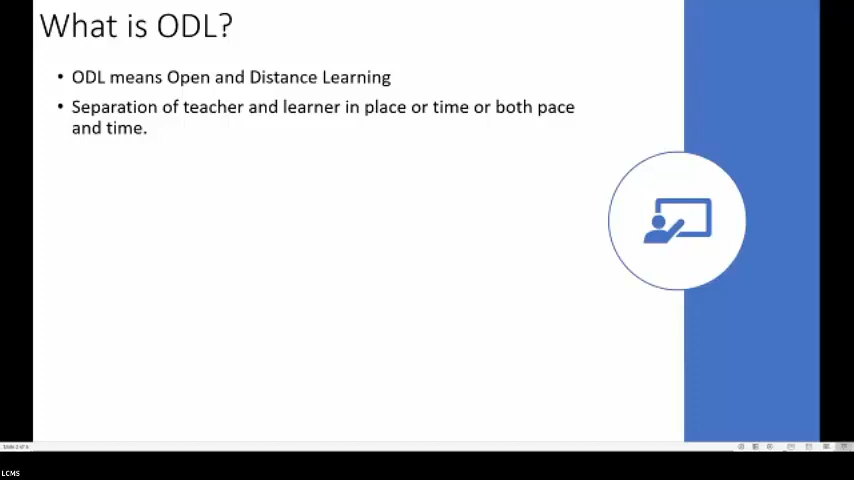 What is ODL?
• ODL means Open and Distance Learning
• Separation of teacher and learner in place or time or both pace
and time.
LCMS